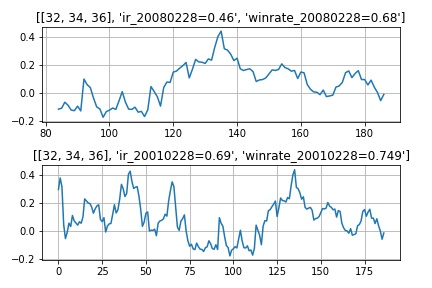 [[32, 34, 36], 'ir_20080228=0.46', 'winrate_20080228=0.68']
0.4
0.2
0.0
−0.2
80 100 120 140 160 180
[[32, 34, 36], 'ir_20010228=0.69', 'winrate_20010228=0.749']
0.4
0.2
0.0
−0.2
0 25 50 75 100 125 150 175